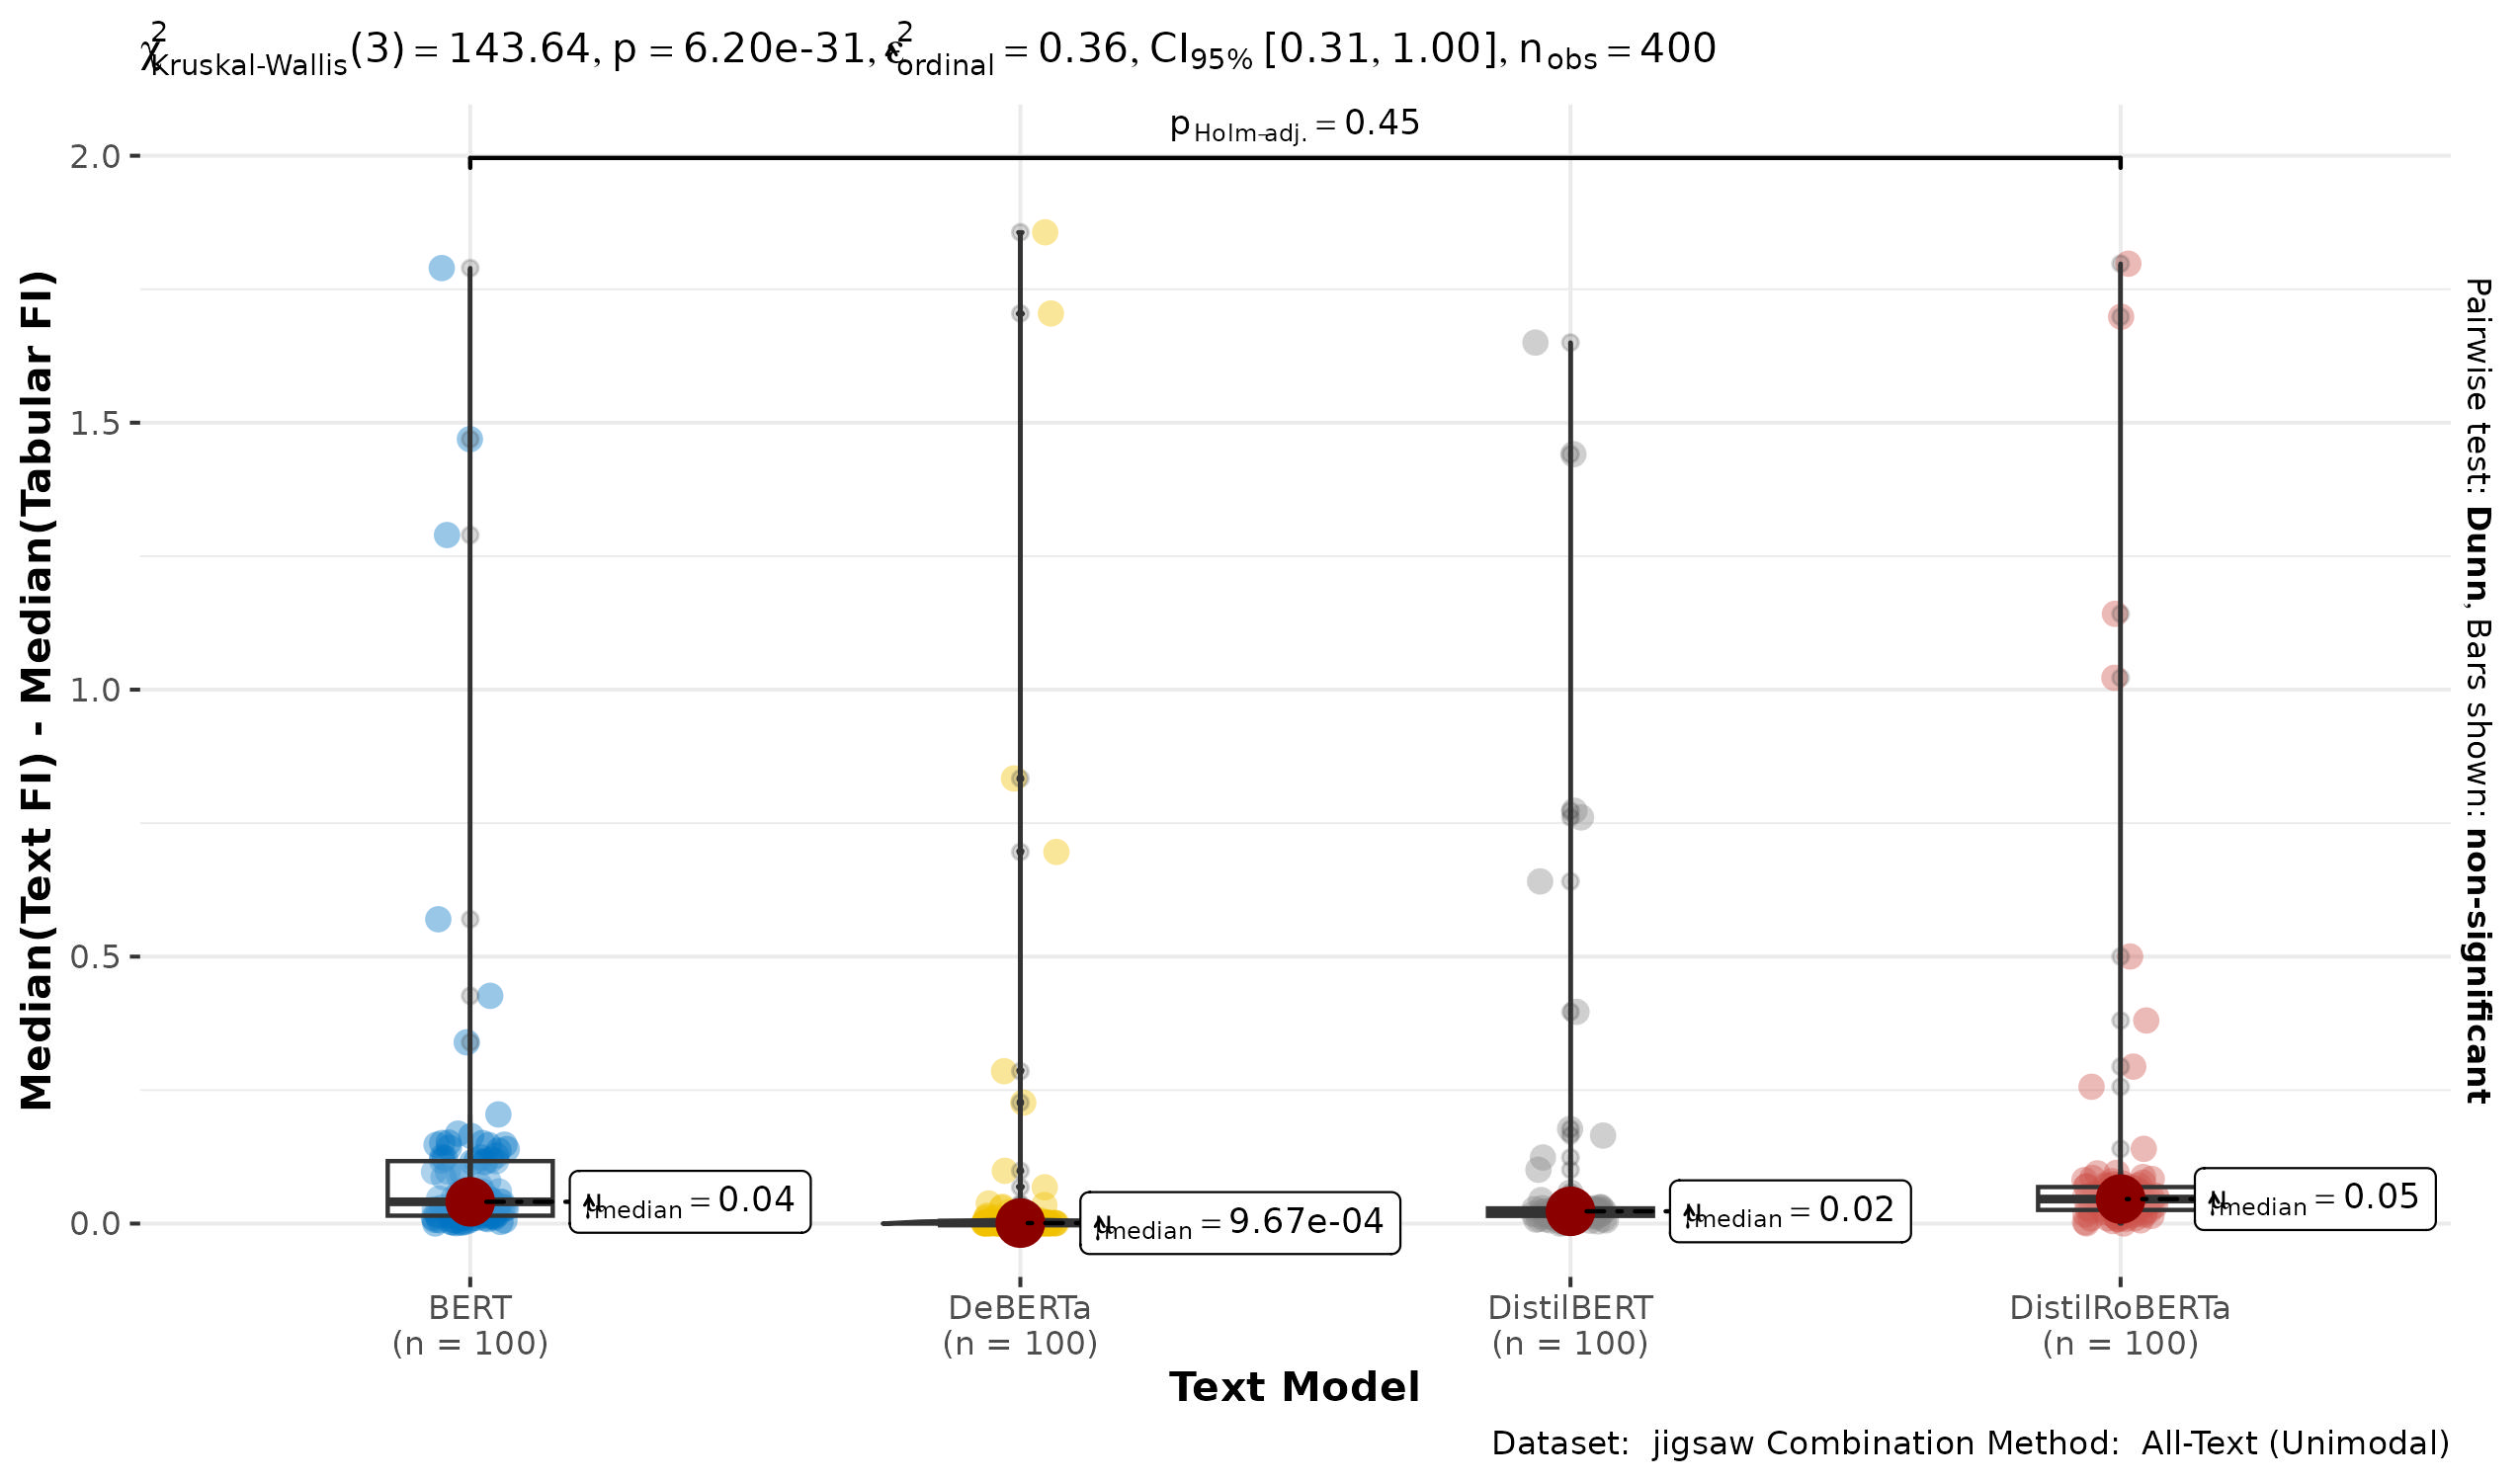 χ²Kruskal-Wallis(3) = 143.64, p = 6.20e-31, ε²ordinal = 0.36, CI95% [0.31, 1.00], nobs = 400
pHolm-adj. = 0.45
2.0
1.5
1.0
0.5
0.0
Median(Text FI) - Median(Tabular FI)
μ̂median = 0.04
μ̂median = 9.67e-04
μ̂median = 0.02
μ̂median = 0.05
Pairwise test: Dunn, Bars shown: non-significant
BERT
(n = 100)
DeBERTa
(n = 100)
DistilBERT
(n = 100)
DistilRoBERTa
(n = 100)
Text Model
Dataset: jigsaw Combination Method: All-Text (Unimodal)